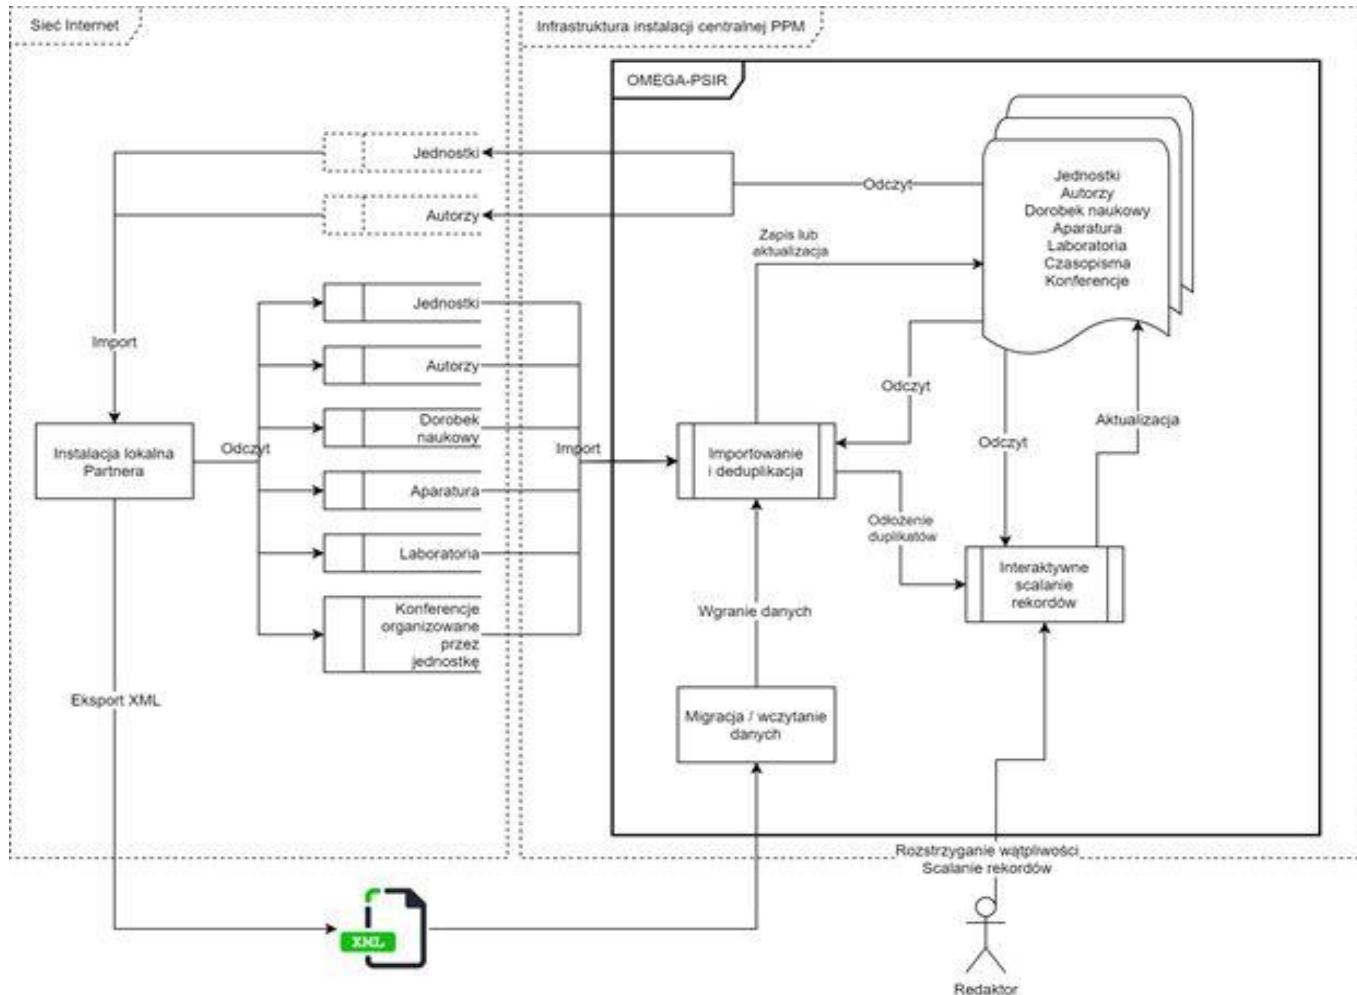 Sieć Internet
Infrastruktura instalacji centralnej PPM
OMEGA-PSIR
Jednostki
Autorzy
Odczyt
Jednostki
Autorzy
Dorobek naukowy
Aparatura
Laboratoria
Czasopisma
Konferencje
Zapis lub
aktualizacja
Jednostki
Autorzy
Dorobek
naukowy
Aparatura
Laboratoria
Konferencje
organizowane
przez
jednostkę
Import
Instalacja lokalna
Partnera
Odczyt
Import
Importowanie
i deduplikacja
Odczyt
Odczyt
Aktualizacja
Odłożenie
duplikatów
Interaktywne
scalanie
rekordów
Wgranie danych
Eksport XML
Migracja / wczytanie
danych
Rozstrzyganie wątpliwości
Scalanie rekordów
XML
Redaktor